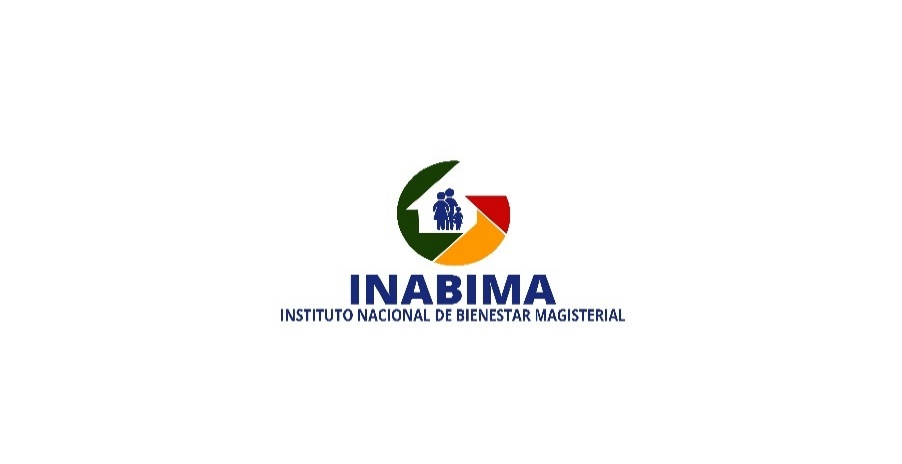 INABIMA
INSTITUTO NACIONAL DE BIENESTAR MAGISTERIAL